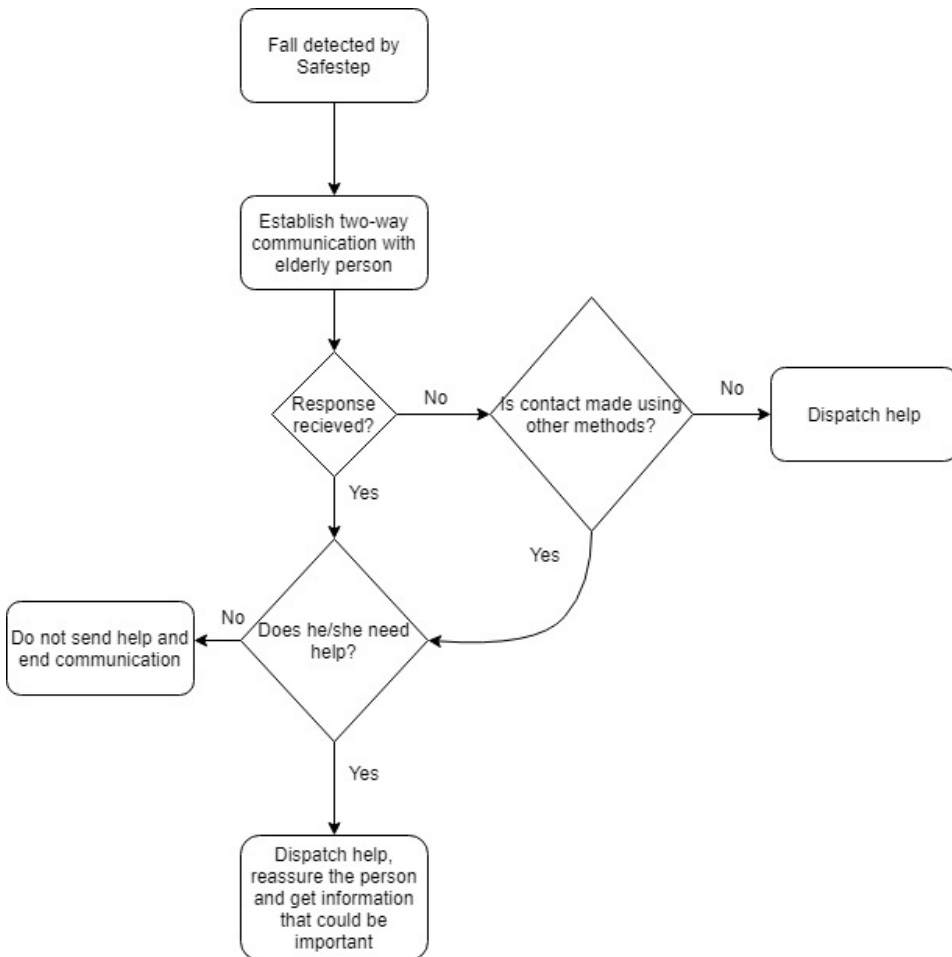 Fall detected by
Safestep
Establish two-way
communication with
elderly person
Response
recieved?
No
Is contact made using
other methods?
No
Dispatch help
Yes
Yes
Does he/she need
help?
No
Do not send help and
end communication
Yes
Dispatch help,
reassure the person
and get information
that could be
important